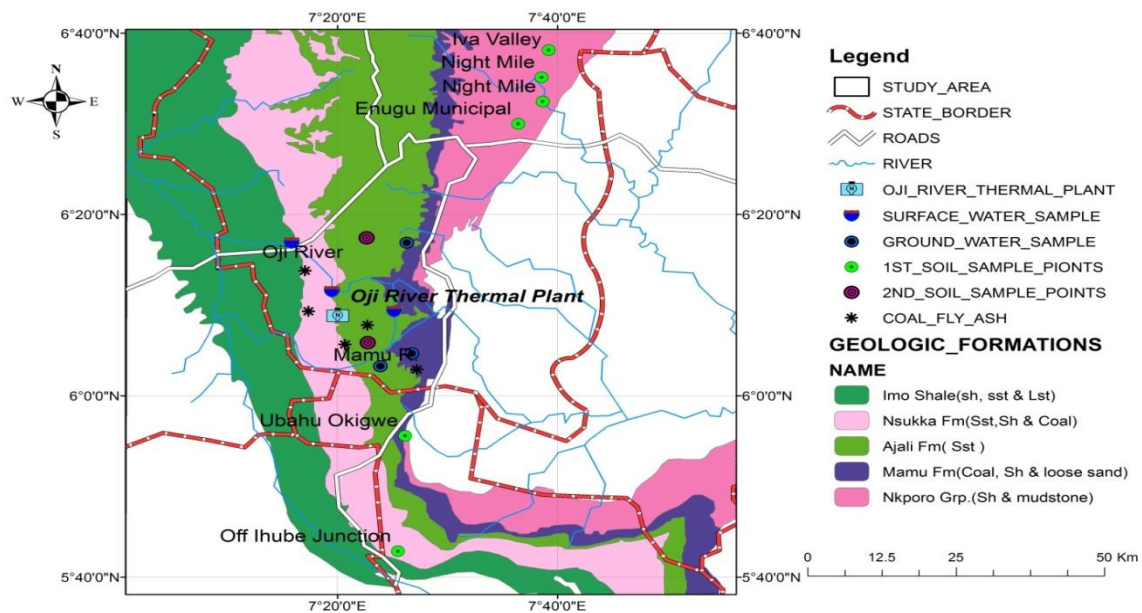 7°20'0"E
7°40'0"E
6°40'0"N
6°40'0"N
Iva Valley
Night Mile
Night Mile
Enugu Municipal
N
W
E
S
6°20'0"N
6°20'0"N
Oji River
Oji River Thermal Plant
Mamu R.
6°0'0"N
6°0'0"N
Ubahu Okigwe
Off Ihube Junction
5°40'0"N
5°40'0"N
7°20'0"E
7°40'0"E
Legend
STUDY_AREA
STATE_BORDER
ROADS
RIVER
N
OJI_RIVER_THERMAL_PLANT
SURFACE_WATER_SAMPLE
GROUND_WATER_SAMPLE
1ST_SOIL_SAMPLE_PIONTS
2ND_SOIL_SAMPLE_POINTS
COAL_FLY_ASH
GEOLOGIC_FORMATIONS
NAME
Imo Shale(sh, sst & Lst)
Nsukka Fm(Sst,Sh & Coal)
Ajali Fm( Sst )
Mamu Fm(Coal, Sh & loose sand)
Nkporo Grp.(Sh & mudstone)
0 12.5 25 50 Km